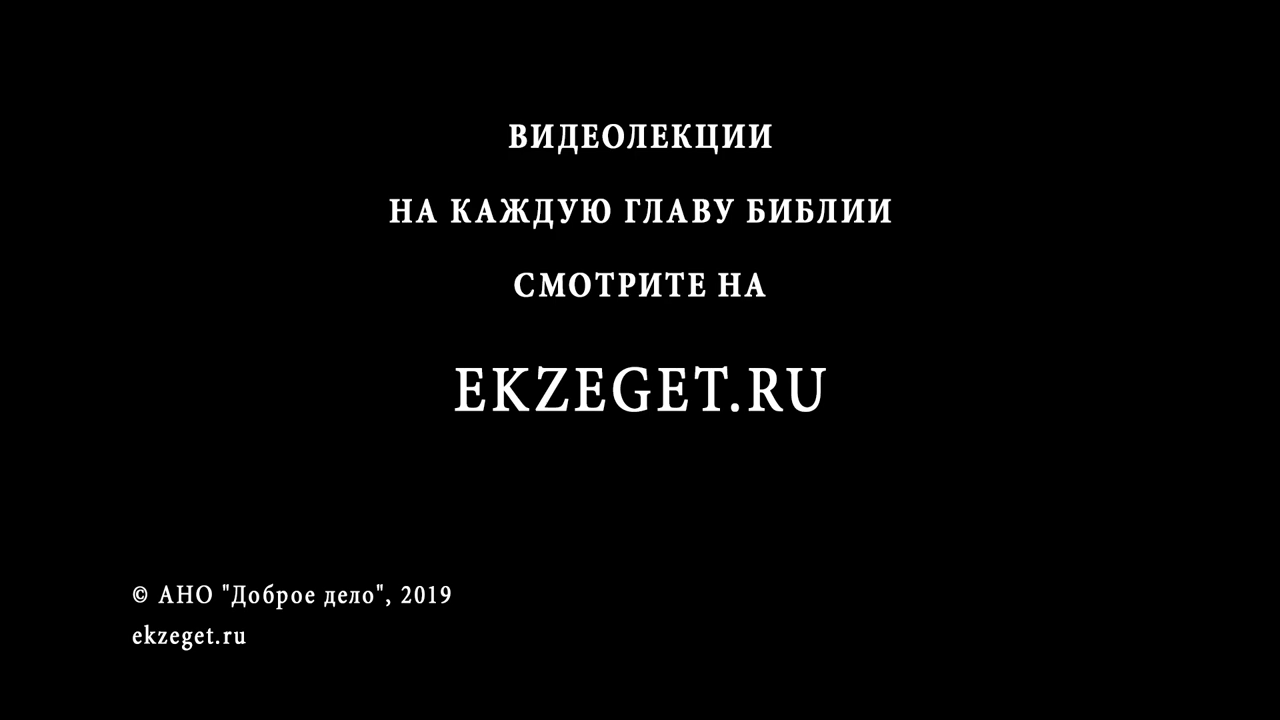 ВИДЕОЛЕКЦИИ
НА КАЖДУЮ ГЛАВУ БИБЛИИ
СМОТРИТЕ НА
EKZEGET.RU
© АНО "Доброе дело", 2019
ekzeget.ru